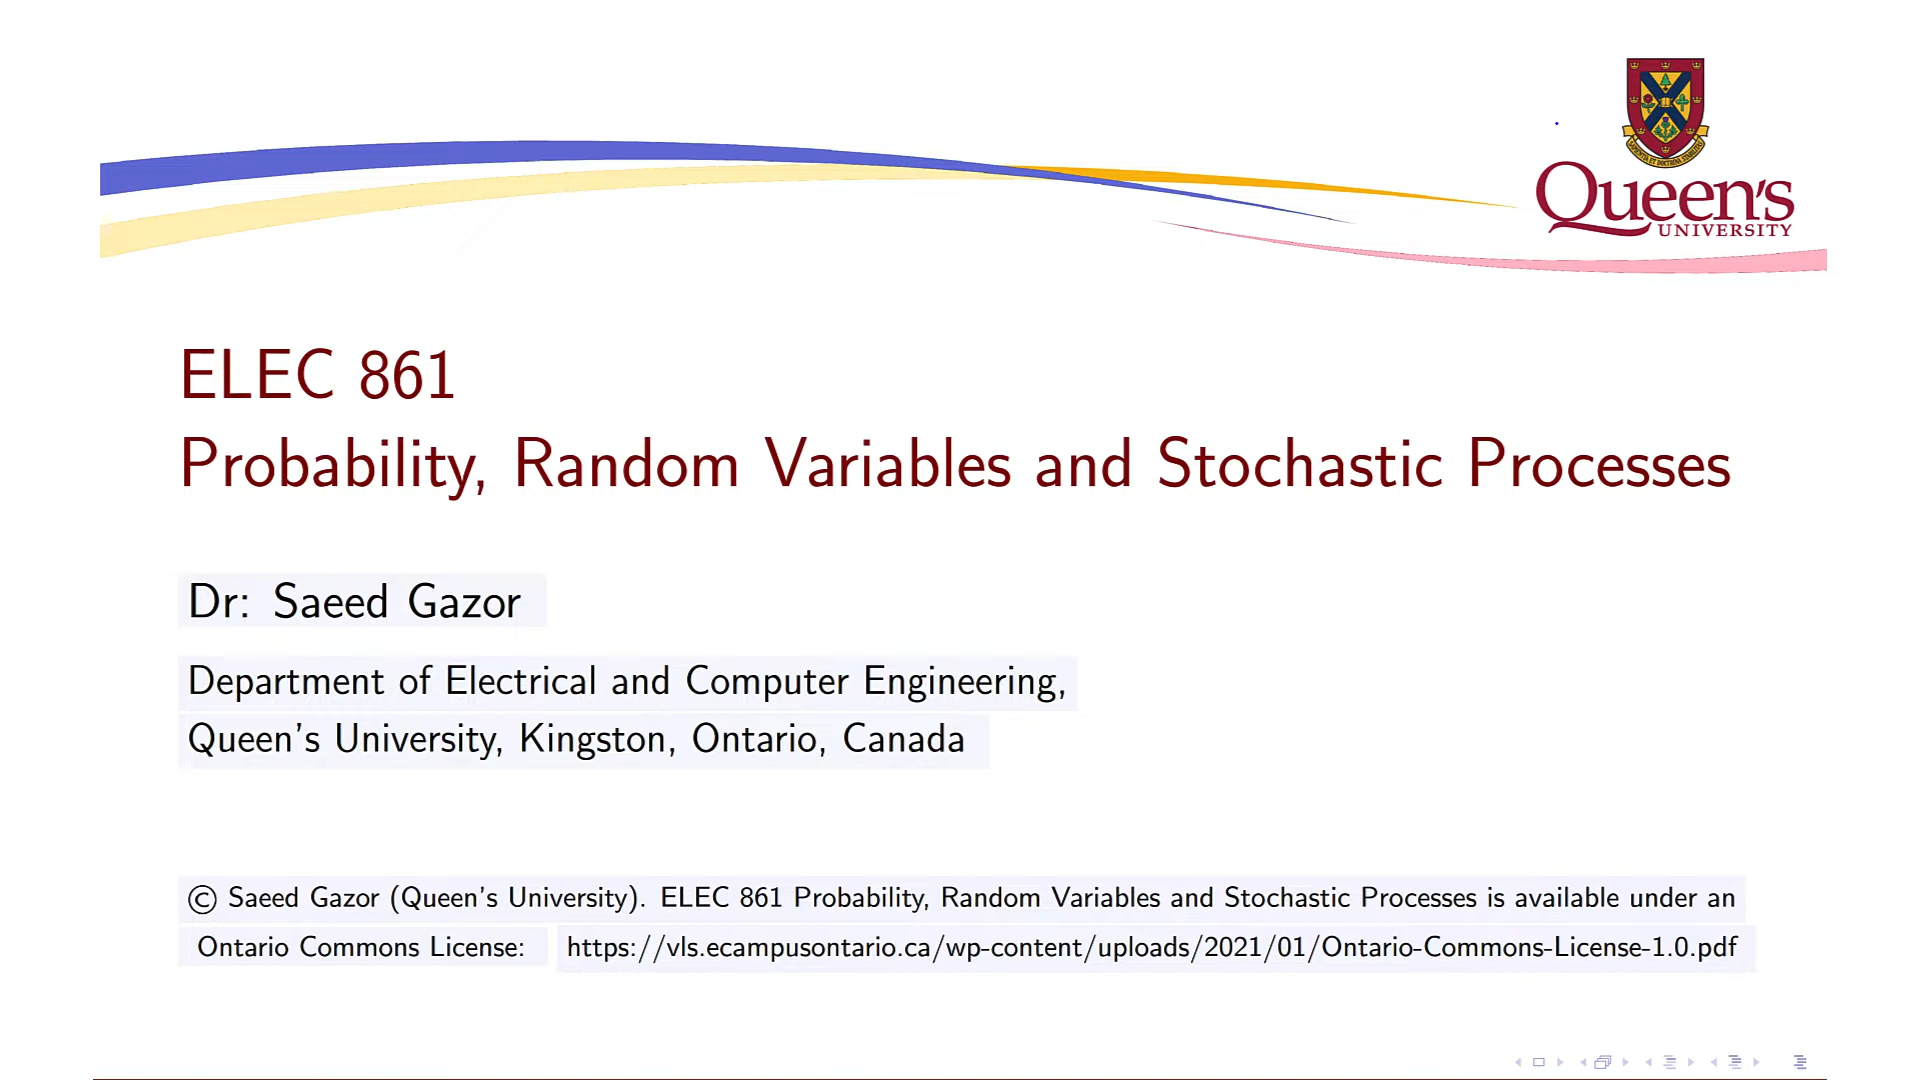 Queen's
UNIVERSITY
ELEC 861
Probability, Random Variables and Stochastic Processes
Dr: Saeed Gazor
Department of Electrical and Computer Engineering,
Queen's University, Kingston, Ontario, Canada
© Saeed Gazor (Queen's University). ELEC 861 Probability, Random Variables and Stochastic Processes is available under an
Ontario Commons License: https://vls.ecampusontario.ca/wp-content/uploads/2021/01/Ontario-Commons-License-1.0.pdf